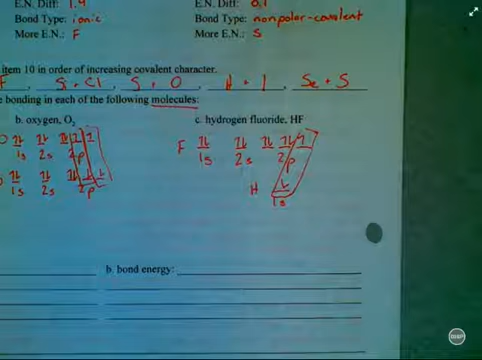 E.N. Diff: 1.9 E.N. Diff: 0.1
Bond Type: ionic Bond Type: nonpolar-covalent
More E.N.: F More E.N.: S
item 10 in order of increasing covalent character.
F, Si + Cl, S + O, H + I, Se + S
e bonding in each of the following molecules:
b. oxygen, O₂ c. hydrogen fluoride, HF
O 1s 2s 2p F 1s 2s 2p
1s 2s 2p H 1s
b. bond energy: